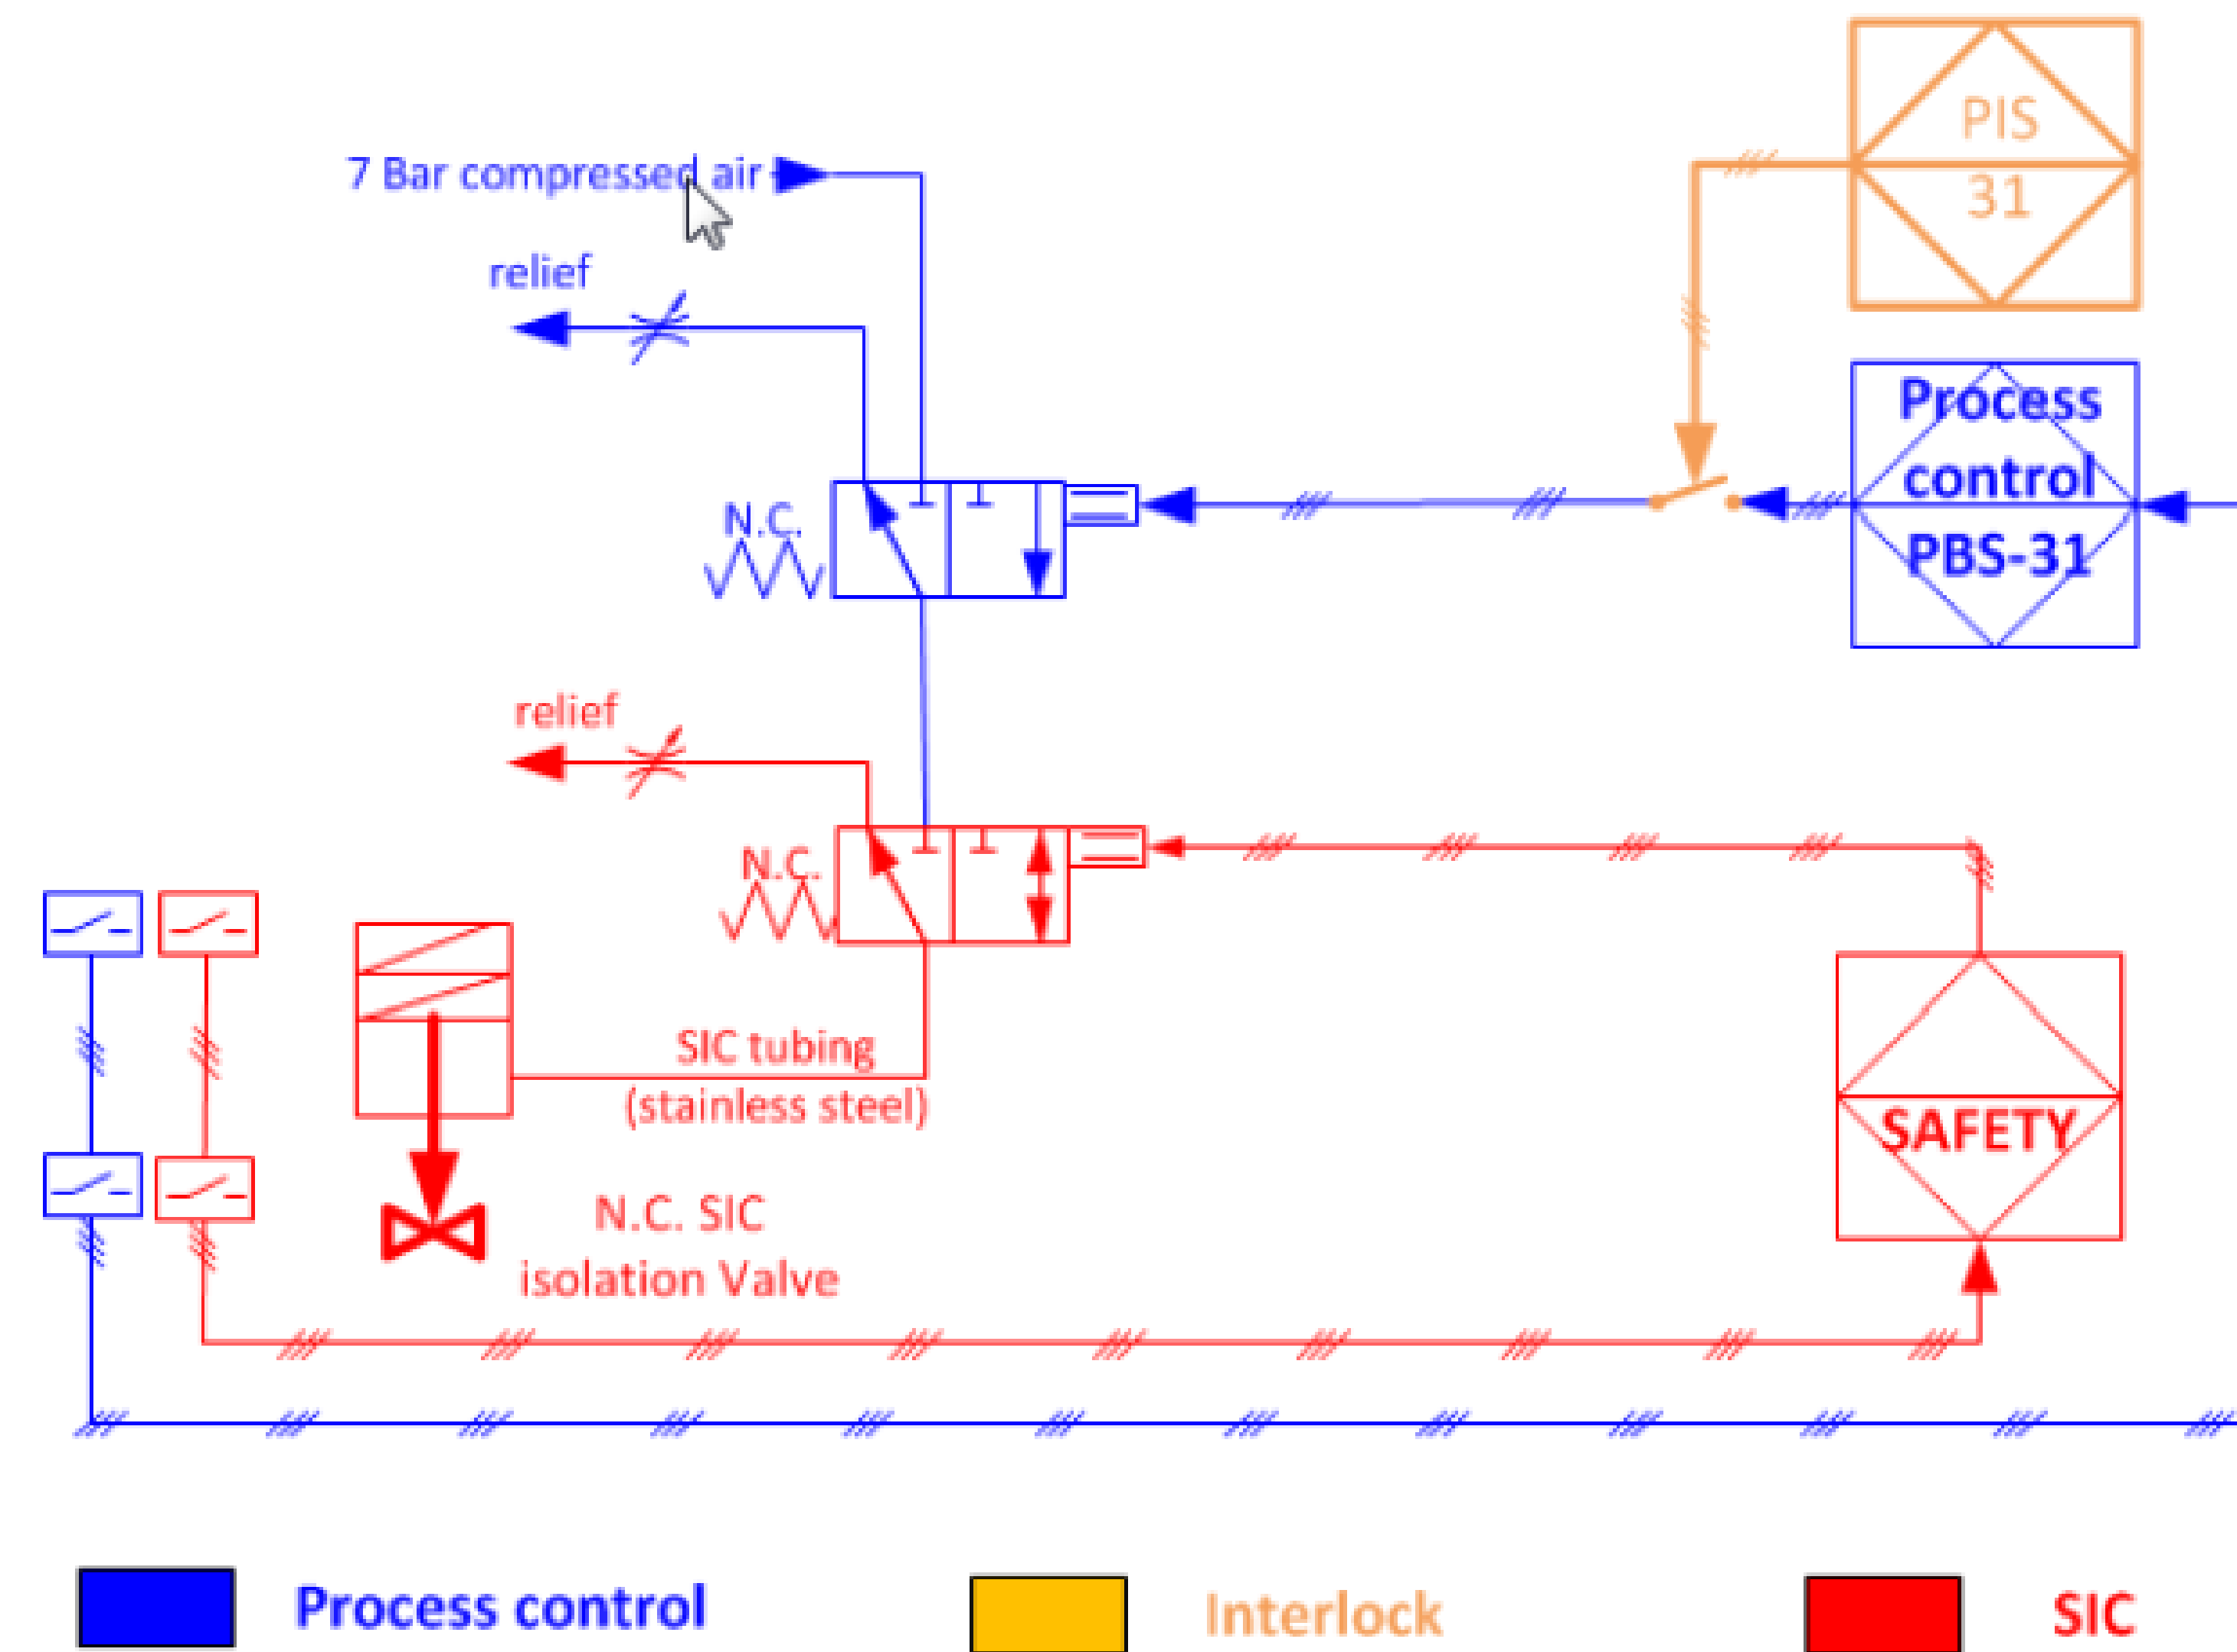 PIS
31
7 Bar compressed air
relief
Process
control
PBS-31
N.C.
relief
N.C.
SIC tubing
(stainless steel)
SAFETY
N.C. SIC
isolation Valve
Process control
Interlock
SIC